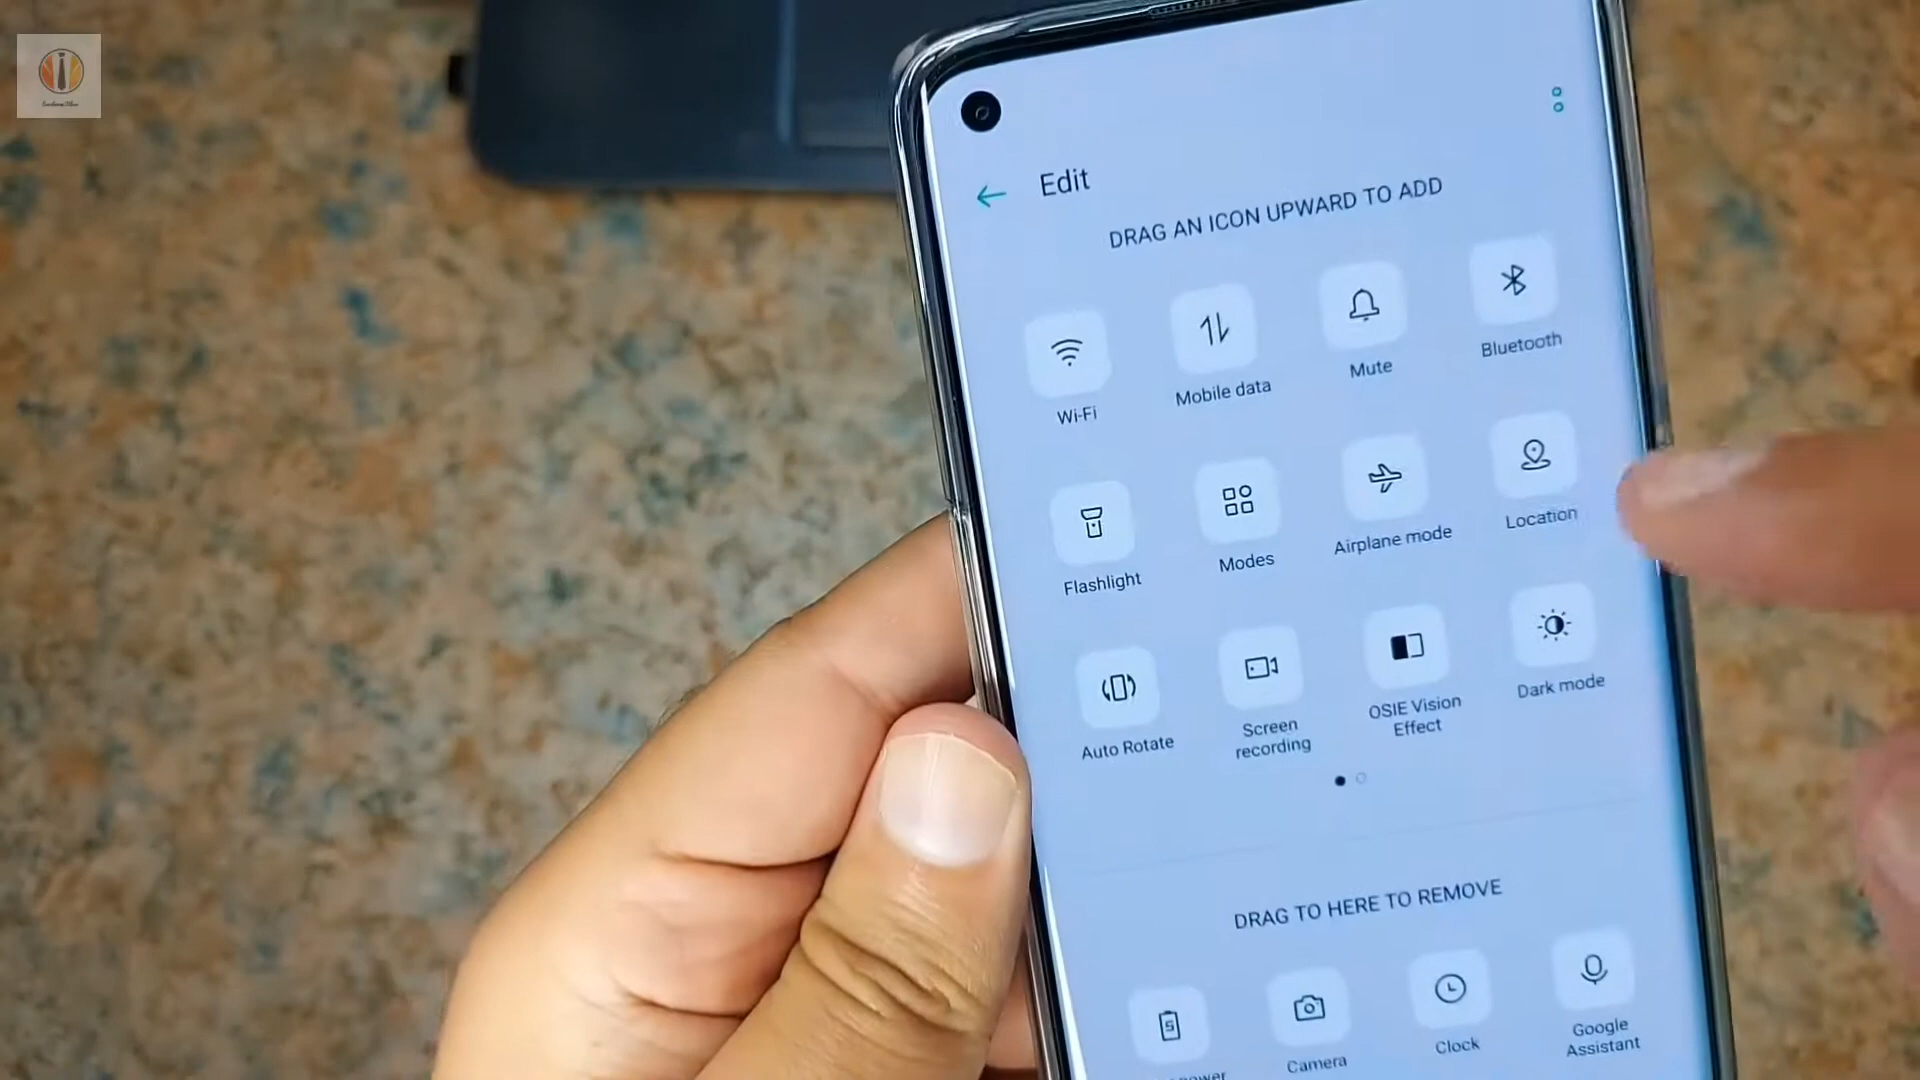 Edit
DRAG AN ICON UPWARD TO ADD
Wi-Fi
Mobile data
Mute
Bluetooth
Flashlight
Modes
Airplane mode
Location
Auto Rotate
Screen
recording
OSIE Vision
Effect
Dark mode
DRAG TO HERE TO REMOVE
Camera
Clock
Google
Assistant